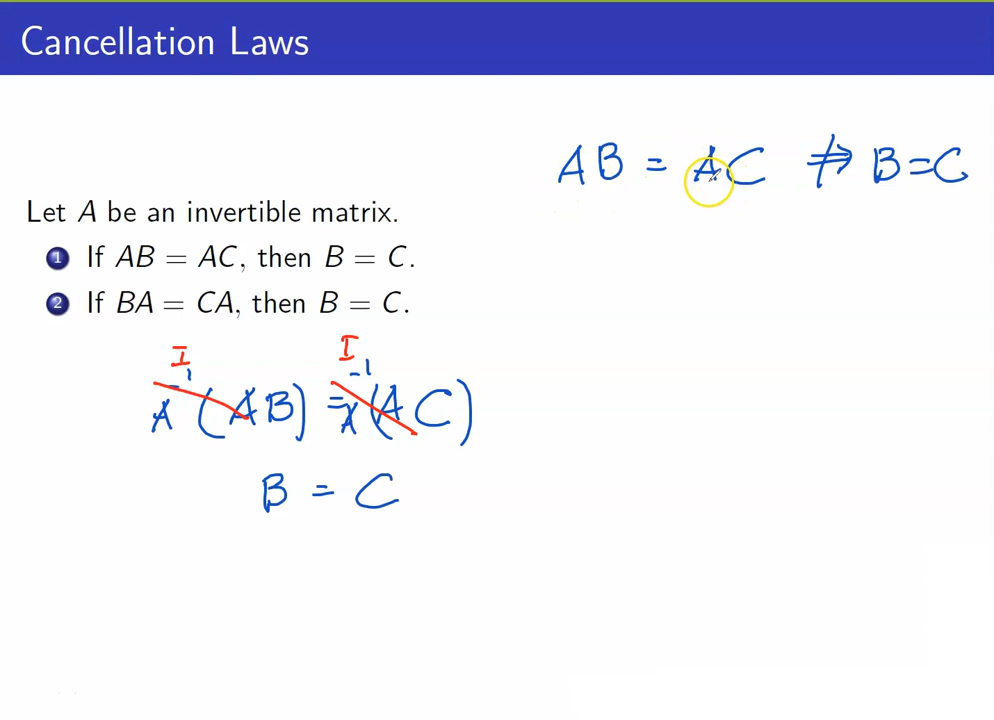 Cancellation Laws
AB = AC ⇏ B = C
Let A be an invertible matrix.
1 If AB = AC, then B = C.
2 If BA = CA, then B = C.
I I
A⁻¹(AB) = A⁻¹(AC)
B = C